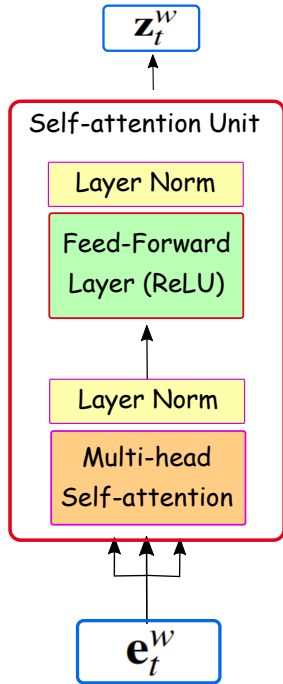 𝐳_t^w
Self-attention Unit
Layer Norm
Feed-Forward
Layer (ReLU)
Layer Norm
Multi-head
Self-attention
𝐞_t^w